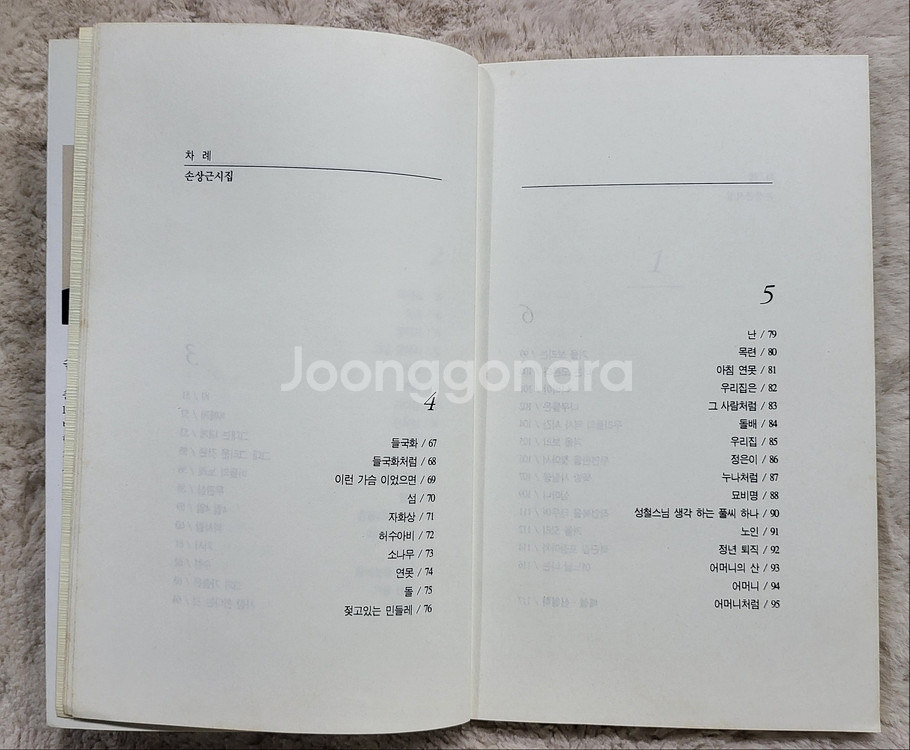 차 례
손상근시집
4
들국화 / 67
들국화처럼 / 68
이런 가슴 이었으면 / 69
섬 / 70
자화상 / 71
허수아비 / 72
소나무 / 73
연못 / 74
돌 / 75
젖고있는 민들레 / 76
5
난 / 79
목련 / 80
아침 연못 / 81
우리집은 / 82
그 사람처럼 / 83
돌배 / 84
우리집 / 85
정은이 / 86
누나처럼 / 87
묘비명 / 88
성철스님 생각 하는 풀씨 하나 / 90
노인 / 91
정년 퇴직 / 92
어머니의 산 / 93
어머니 / 94
어머니처럼 / 95
Joonggonara